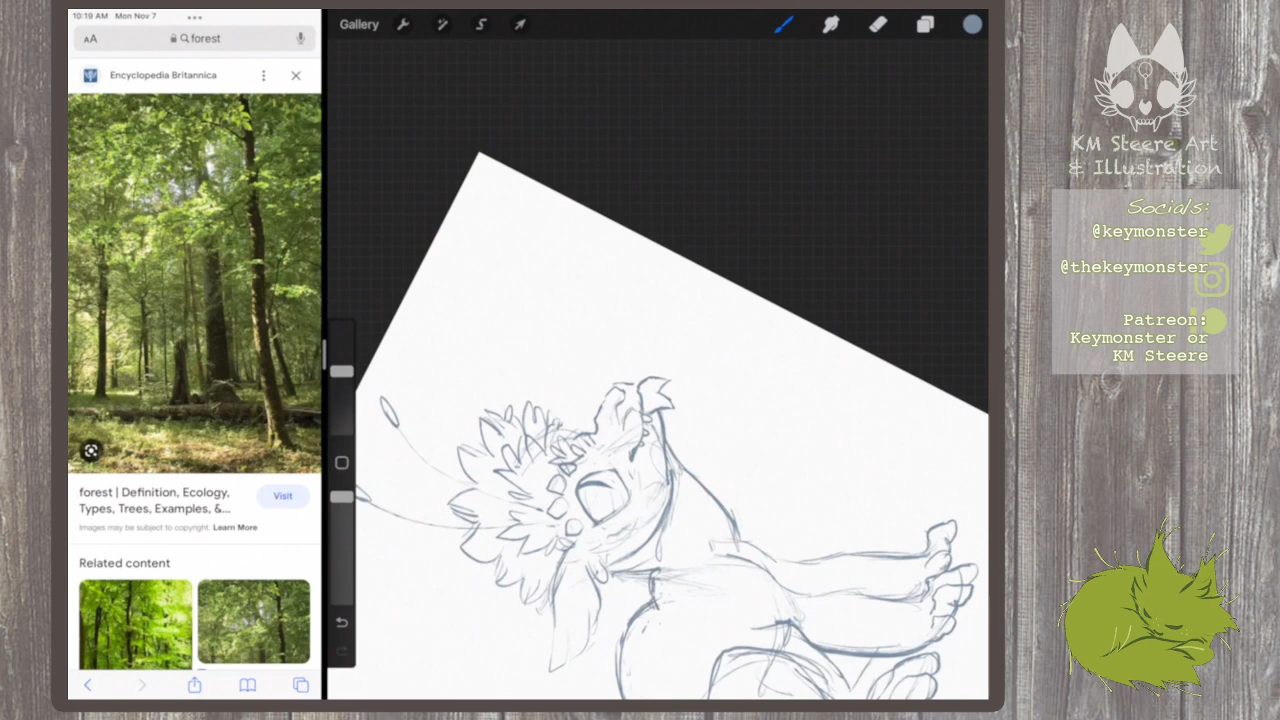 10:19 AM Mon Nov 7
AA
forest
Encyclopedia Britannica
forest | Definition, Ecology,
Types, Trees, Examples, &...
Visit
Images may be subject to copyright. Learn More
Related content
Gallery
KM Steere Art
& Illustration
Socials:
@keymonster
@thekeymonster
Patreon:
Keymonster or
KM Steere